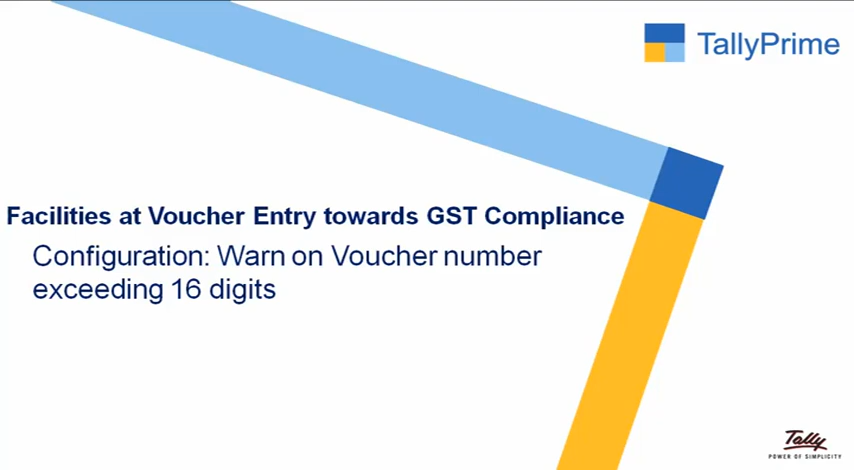 TallyPrime
Facilities at Voucher Entry towards GST Compliance
Configuration: Warn on Voucher number
exceeding 16 digits
Tally
POWER OF SIMPLICITY